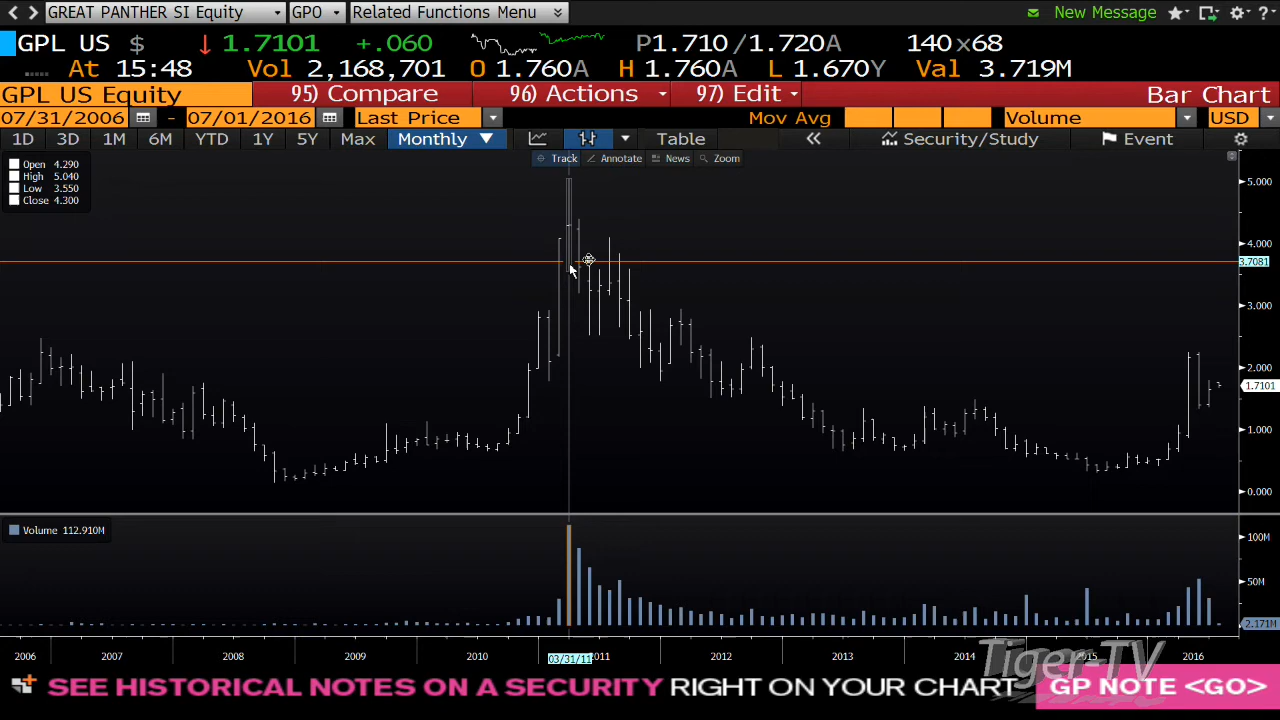 GREAT PANTHER SI Equity GPO Related Functions Menu New Message ?
GPL US $ ↓ 1.7101 +.060 P1.710 /1.720A 140 x68
At 15:48 Vol 2,168,701 O 1.760A H 1.760A L 1.670Y Val 3.719M
GPL US Equity 95) Compare 96) Actions 97) Edit Bar Chart
07/31/2006 - 07/01/2016 Last Price Mov Avg Volume USD
1D 3D 1M 6M YTD 1Y 5Y Max Monthly ▼ Table « Security/Study Event
Track Annotate News Zoom
Open 4.290
High 5.040
Low 3.550
Close 4.300
5.000
4.000
3.7081
3.000
2.000
1.7101
1.000
0.000
Volume 112.910M
100M
50M
2.171M
2006 2007 2008 2009 2010 03/31/11 2011 2012 2013 2014 2015 2016
Tiger-TV
SEE HISTORICAL NOTES ON A SECURITY RIGHT ON YOUR CHART GP NOTE <GO>